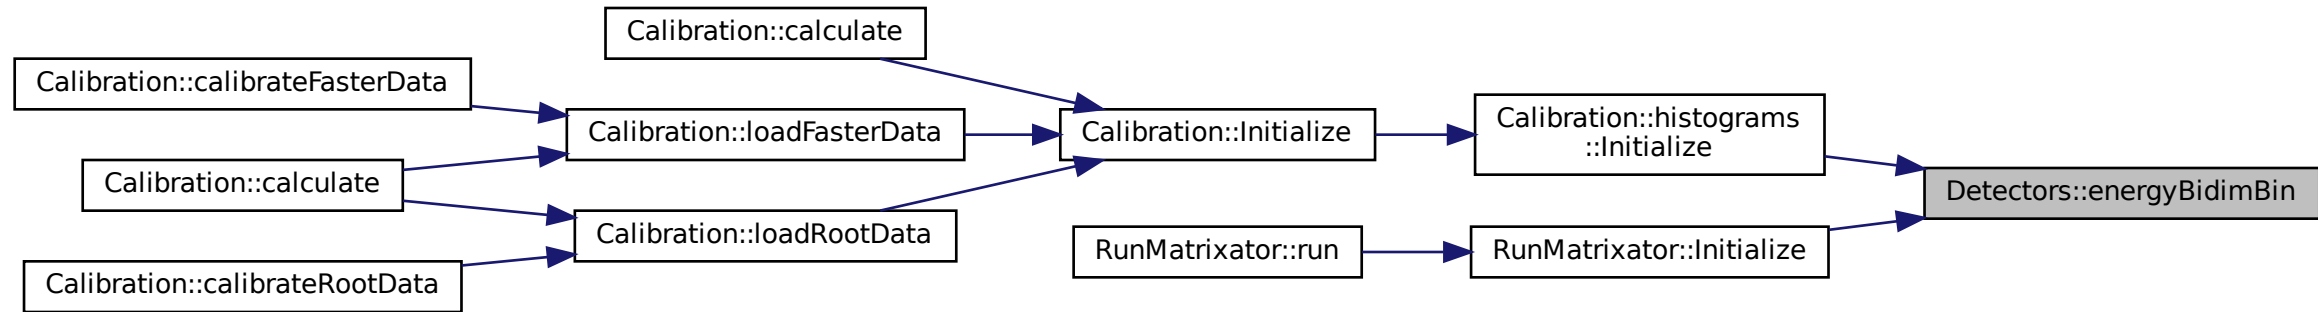 Calibration::calculate
Calibration::calibrateFasterData
Calibration::loadFasterData
Calibration::Initialize
Calibration::histograms
::Initialize
Calibration::calculate
Detectors::energyBidimBin
Calibration::loadRootData
RunMatrixator::run
RunMatrixator::Initialize
Calibration::calibrateRootData